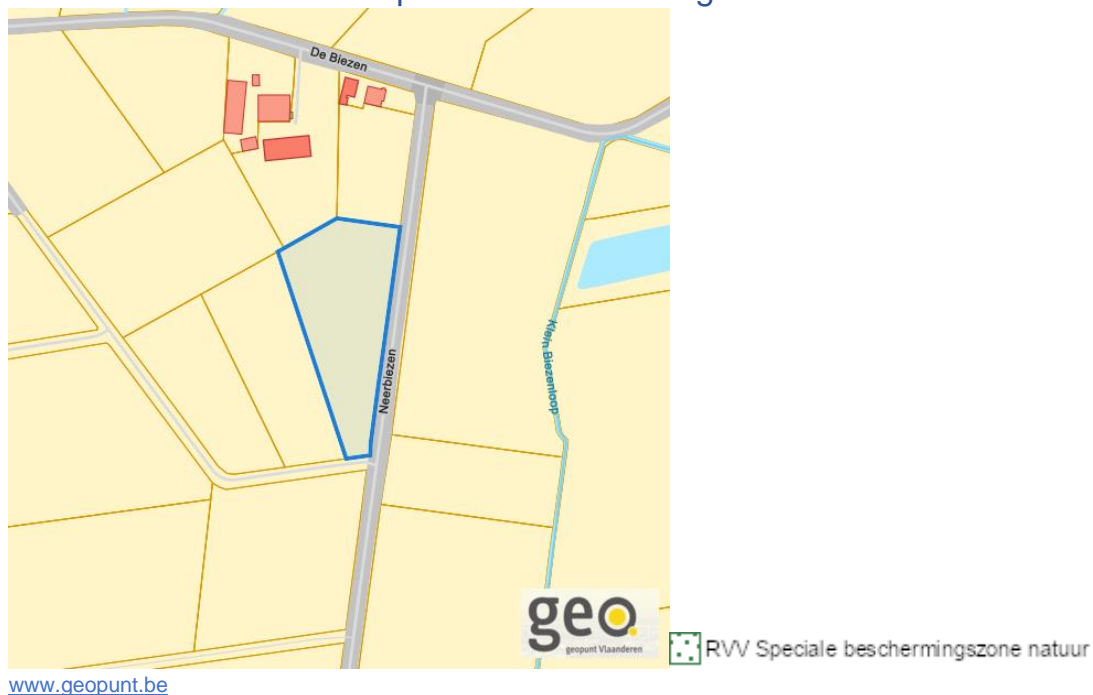 De Biezen
Neerbiezen
Klein Biezenloop
geo
geopunt Vlaanderen
RVV Speciale beschermingszone natuur
www.geopunt.be